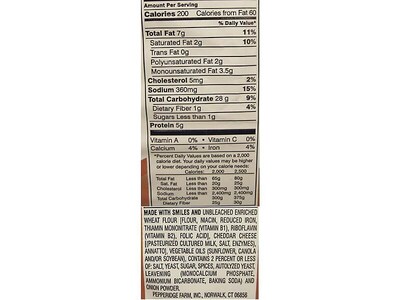 Amount Per Serving
Calories 200 Calories from Fat 60
% Daily Value*
Total Fat 7g 11%
Saturated Fat 2g 10%
Trans Fat 0g
Polyunsaturated Fat 2g
Monounsaturated Fat 3.5g
Cholesterol 5mg 2%
Sodium 360mg 15%
Total Carbohydrate 28 g 9%
Dietary Fiber 1g 4%
Sugars Less than 1g
Protein 5g
Vitamin A 0% • Vitamin C 0%
Calcium 4% • Iron 4%
*Percent Daily Values are based on a
2,000 calorie diet. Your daily values may be higher
or lower depending on your calorie needs:
Calories: 2,000 2,500
Total Fat Less than 65g 80g
Sat. Fat Less than 20g 25g
Cholesterol Less than 300mg 300mg
Sodium Less than 2,400mg 2,400mg
Total Carbohydrate 300g 375g
Dietary Fiber 25g 30g
MADE WITH SMILES AND UNBLEACHED ENRICHED
WHEAT FLOUR [FLOUR, NIACIN, REDUCED IRON,
THIAMIN MONONITRATE (VITAMIN B1), RIBOFLAVIN
(VITAMIN B2), FOLIC ACID], CHEDDAR CHEESE
([PASTEURIZED CULTURED MILK, SALT, ENZYMES],
ANNATTO), VEGETABLE OILS (SUNFLOWER, CANOLA
AND/OR SOYBEAN), CONTAINS 2 PERCENT OR LESS
OF: SALT, YEAST, SUGAR, SPICES, AUTOLYZED YEAST,
LEAVENING (MONOCALCIUM PHOSPHATE,
AMMONIUM BICARBONATE, BAKING SODA) AND
ONION POWDER.
PEPPERIDGE FARM, INC., NORWALK, CT 06856